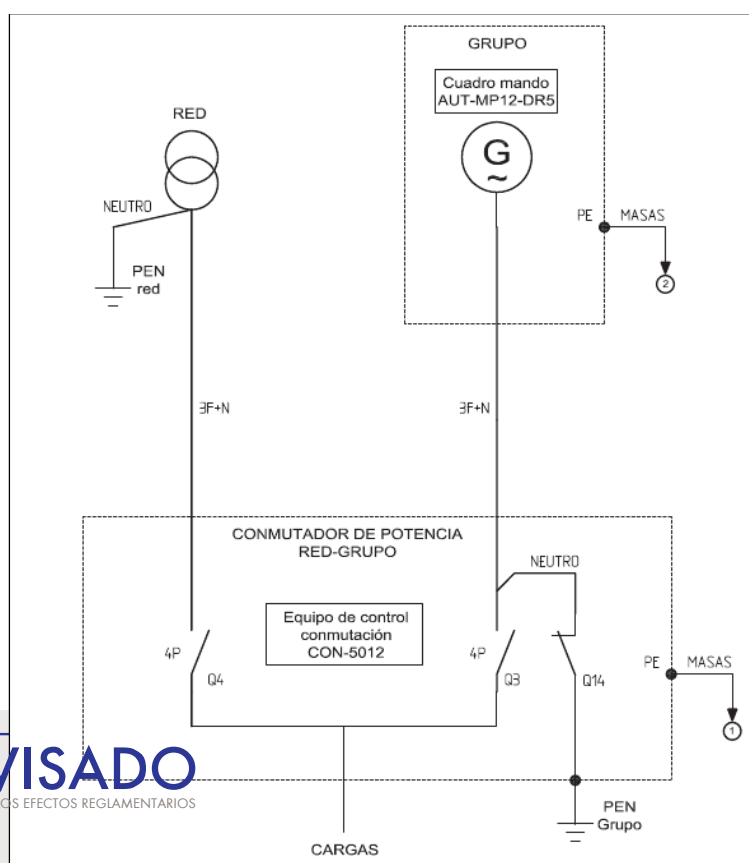 GRUPO
Cuadro mando
AUT-MP12-DR5
RED
G
~
NEUTRO
PE
MASAS
PEN
red
2
3F+N
3F+N
CONMUTADOR DE POTENCIA
RED-GRUPO
NEUTRO
Equipo de control
conmutación
CON-5012
4P
Q4
4P
Q3
Q14
PE
MASAS
1
VISADO
OS EFECTOS REGLAMENTARIOS
PEN
Grupo
CARGAS